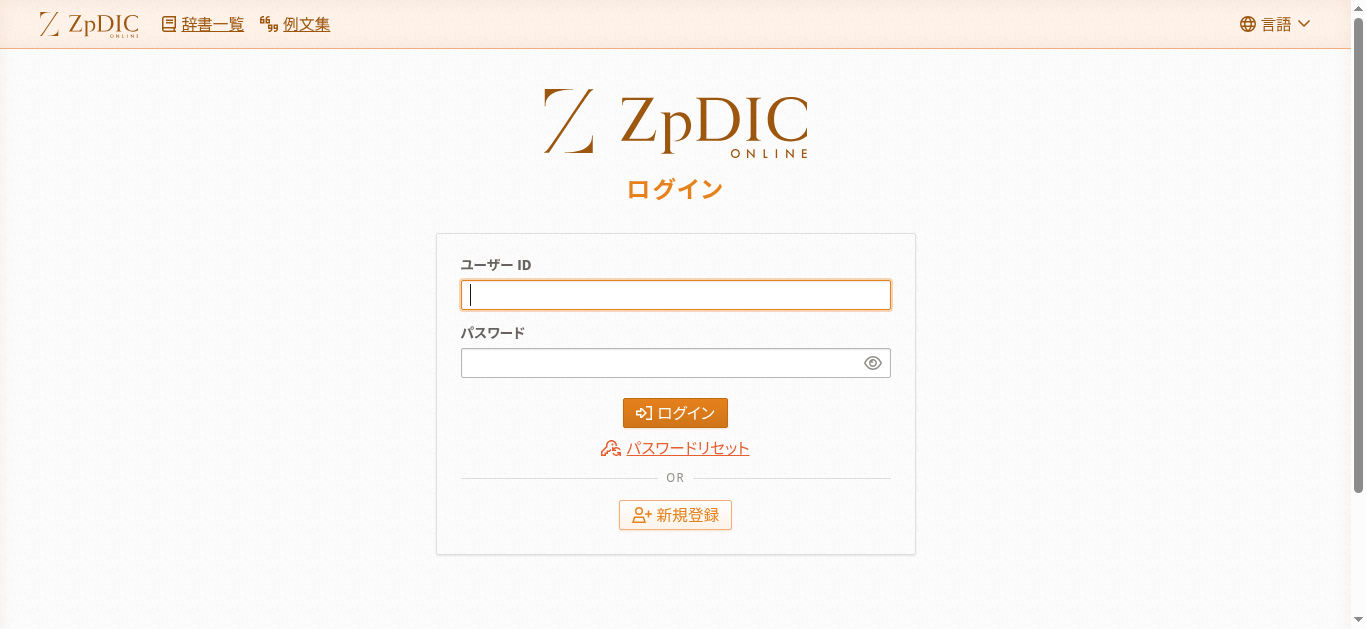 ZpDIC ONLINE 辞書一覧 例文集 言語
ZpDIC
ONLINE
ログイン
ユーザー ID
パスワード
ログイン
パスワードリセット
OR
新規登録